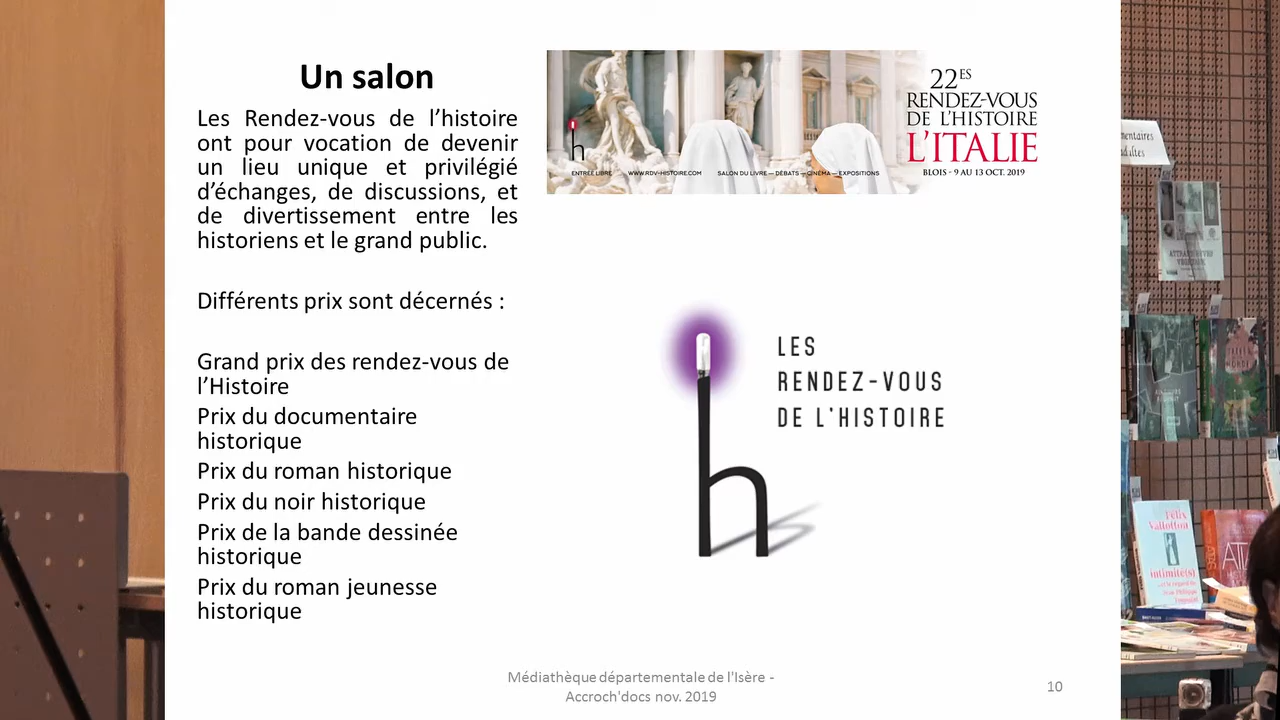 Un salon
Les Rendez-vous de l’histoire
ont pour vocation de devenir
un lieu unique et privilégié
d’échanges, de discussions, et
de divertissement entre les
historiens et le grand public.
Différents prix sont décernés :
Grand prix des rendez-vous de
l’Histoire
Prix du documentaire
historique
Prix du roman historique
Prix du noir historique
Prix de la bande dessinée
historique
Prix du roman jeunesse
historique
22ES
RENDEZ-VOUS
DE L’HISTOIRE
L’ITALIE
BLOIS - 9 AU 13 OCT. 2019
h
ENTRÉE LIBRE WWW.RDV-HISTOIRE.COM SALON DU LIVRE — DÉBATS — CINÉMA — EXPOSITIONS
h
LES
RENDEZ-VOUS
DE L’HISTOIRE
Médiathèque départementale de l'Isère -
Accroch'docs nov. 2019
10
Félix
Vallotton
intimité(s)